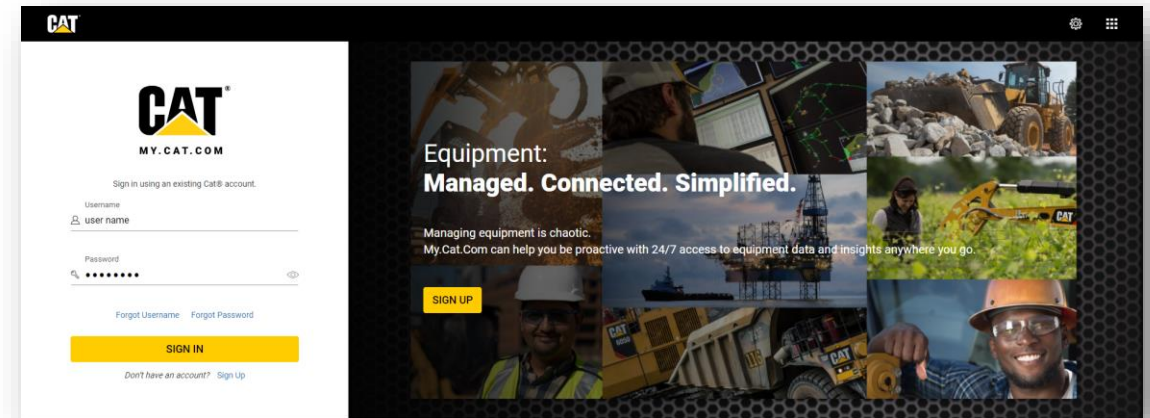 CAT
CAT®
MY.CAT.COM
Sign in using an existing Cat® account.
Username
user name
Password
Forgot Username Forgot Password
SIGN IN
Don't have an account? Sign Up
Equipment:
Managed. Connected. Simplified.
Managing equipment is chaotic.
My.Cat.Com can help you be proactive with 24/7 access to equipment data and insights anywhere you go.
SIGN UP
CAT
CAT
CAT